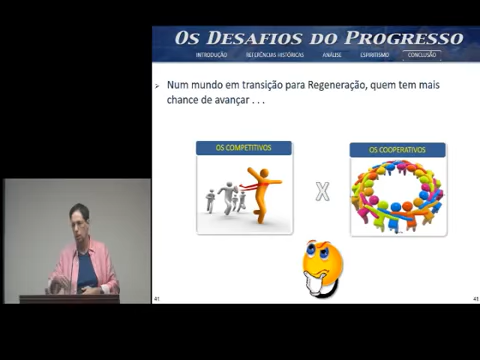 OS DESAFIOS DO PROGRESSO
INTRODUÇÃO REFERÊNCIAS HISTÓRICAS ANÁLISE ESPIRITISMO CONCLUSÃO
Num mundo em transição para Regeneração, quem tem mais
chance de avançar . . .
OS COMPETITIVOS
OS COOPERATIVOS
X
41 41